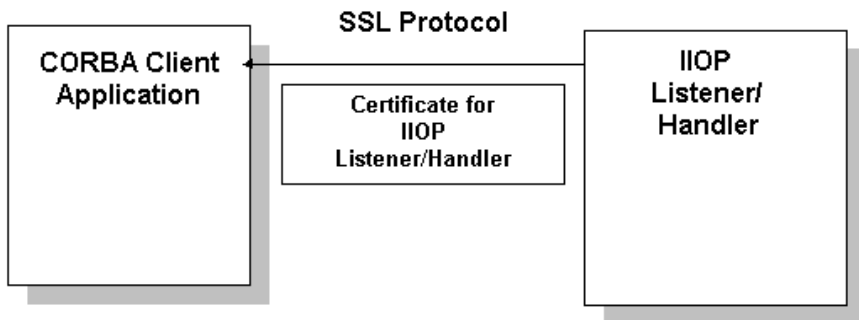 SSL Protocol
CORBA Client
Application
Certificate for
IIOP
Listener/Handler
IIOP
Listener/
Handler